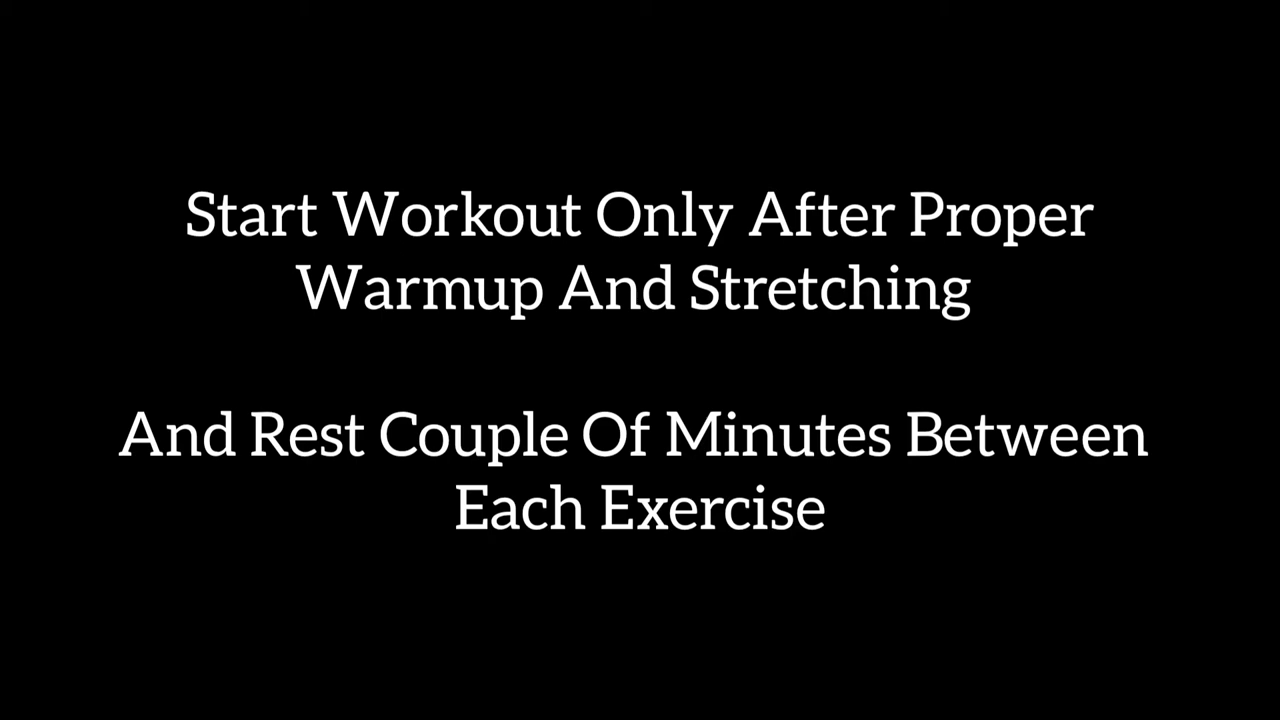 Start Workout Only After Proper
Warmup And Stretching
And Rest Couple Of Minutes Between
Each Exercise